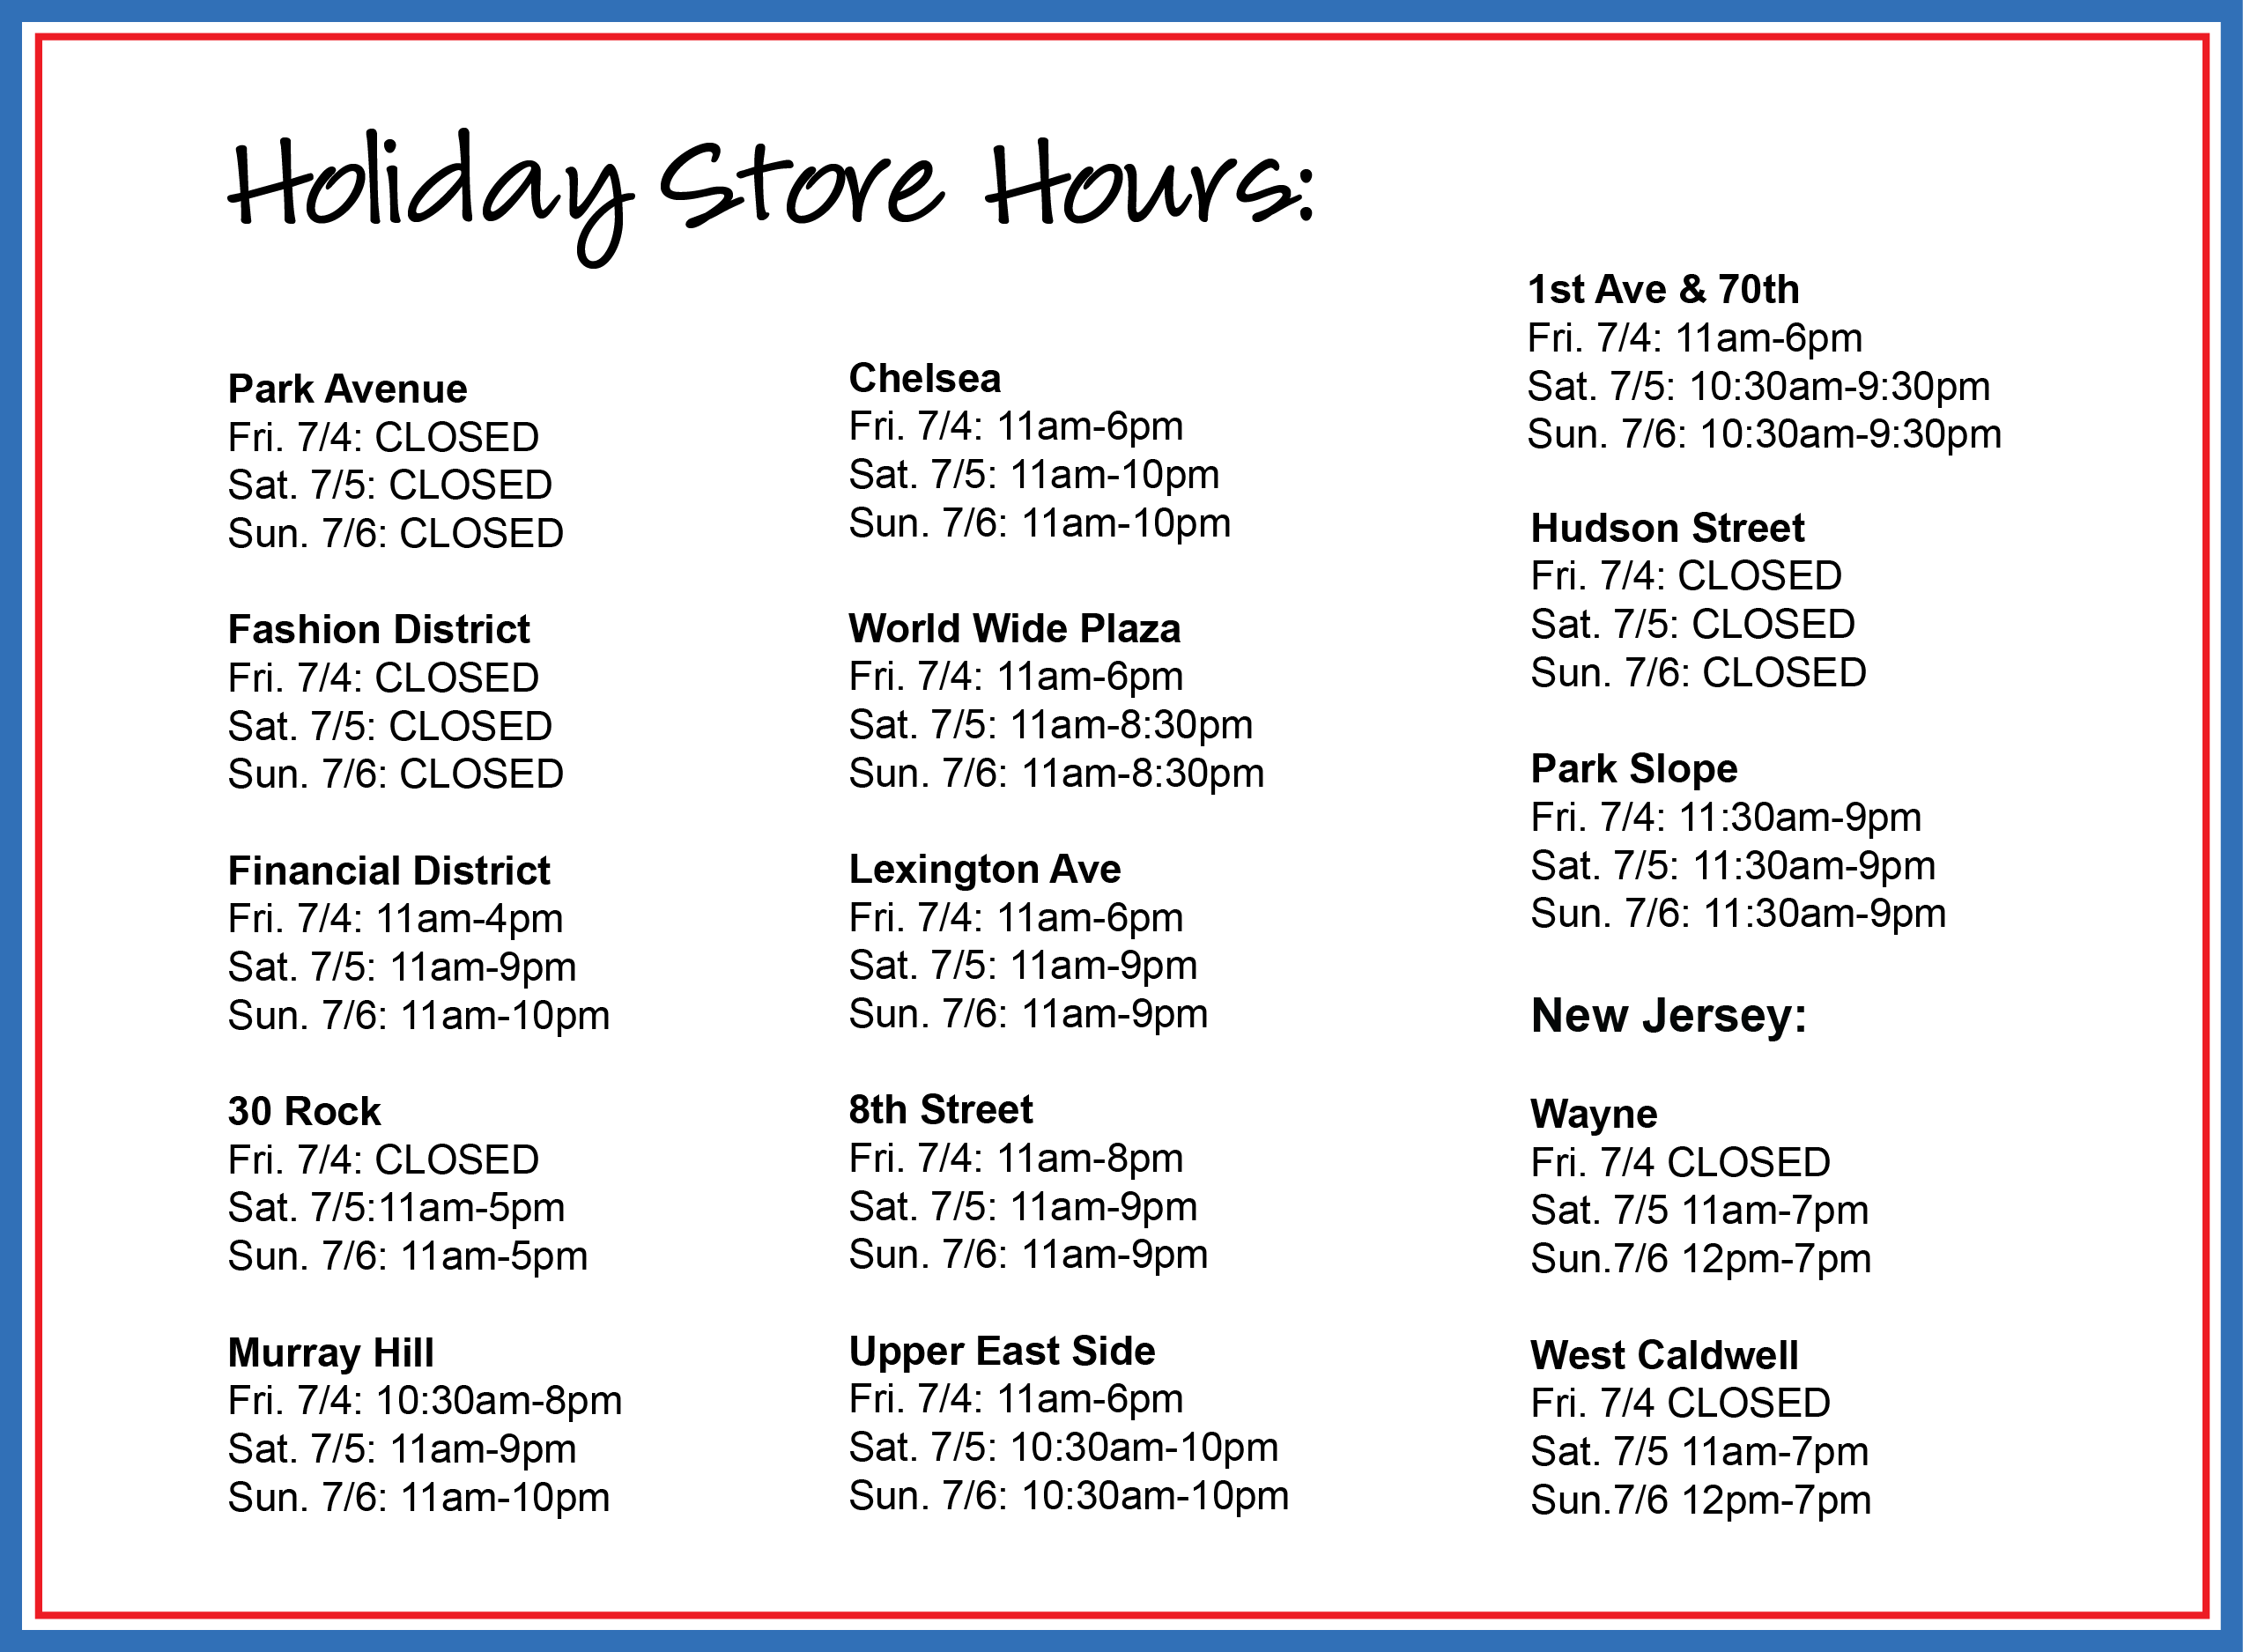 Holiday Store Hours:
Park Avenue
Fri. 7/4: CLOSED
Sat. 7/5: CLOSED
Sun. 7/6: CLOSED
Fashion District
Fri. 7/4: CLOSED
Sat. 7/5: CLOSED
Sun. 7/6: CLOSED
Financial District
Fri. 7/4: 11am-4pm
Sat. 7/5: 11am-9pm
Sun. 7/6: 11am-10pm
30 Rock
Fri. 7/4: CLOSED
Sat. 7/5:11am-5pm
Sun. 7/6: 11am-5pm
Murray Hill
Fri. 7/4: 10:30am-8pm
Sat. 7/5: 11am-9pm
Sun. 7/6: 11am-10pm
Chelsea
Fri. 7/4: 11am-6pm
Sat. 7/5: 11am-10pm
Sun. 7/6: 11am-10pm
World Wide Plaza
Fri. 7/4: 11am-6pm
Sat. 7/5: 11am-8:30pm
Sun. 7/6: 11am-8:30pm
Lexington Ave
Fri. 7/4: 11am-6pm
Sat. 7/5: 11am-9pm
Sun. 7/6: 11am-9pm
8th Street
Fri. 7/4: 11am-8pm
Sat. 7/5: 11am-9pm
Sun. 7/6: 11am-9pm
Upper East Side
Fri. 7/4: 11am-6pm
Sat. 7/5: 10:30am-10pm
Sun. 7/6: 10:30am-10pm
1st Ave & 70th
Fri. 7/4: 11am-6pm
Sat. 7/5: 10:30am-9:30pm
Sun. 7/6: 10:30am-9:30pm
Hudson Street
Fri. 7/4: CLOSED
Sat. 7/5: CLOSED
Sun. 7/6: CLOSED
Park Slope
Fri. 7/4: 11:30am-9pm
Sat. 7/5: 11:30am-9pm
Sun. 7/6: 11:30am-9pm
New Jersey:
Wayne
Fri. 7/4 CLOSED
Sat. 7/5 11am-7pm
Sun.7/6 12pm-7pm
West Caldwell
Fri. 7/4 CLOSED
Sat. 7/5 11am-7pm
Sun.7/6 12pm-7pm